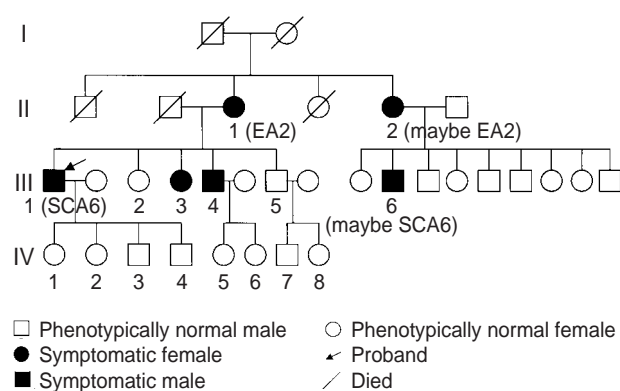 I
II
1 (EA2) 2 (maybe EA2)
III
1 (SCA6) 2 3 4 5 6
(maybe SCA6)
IV
1 2 3 4 5 6 7 8
Phenotypically normal male Phenotypically normal female
Symptomatic female Proband
Symptomatic male Died